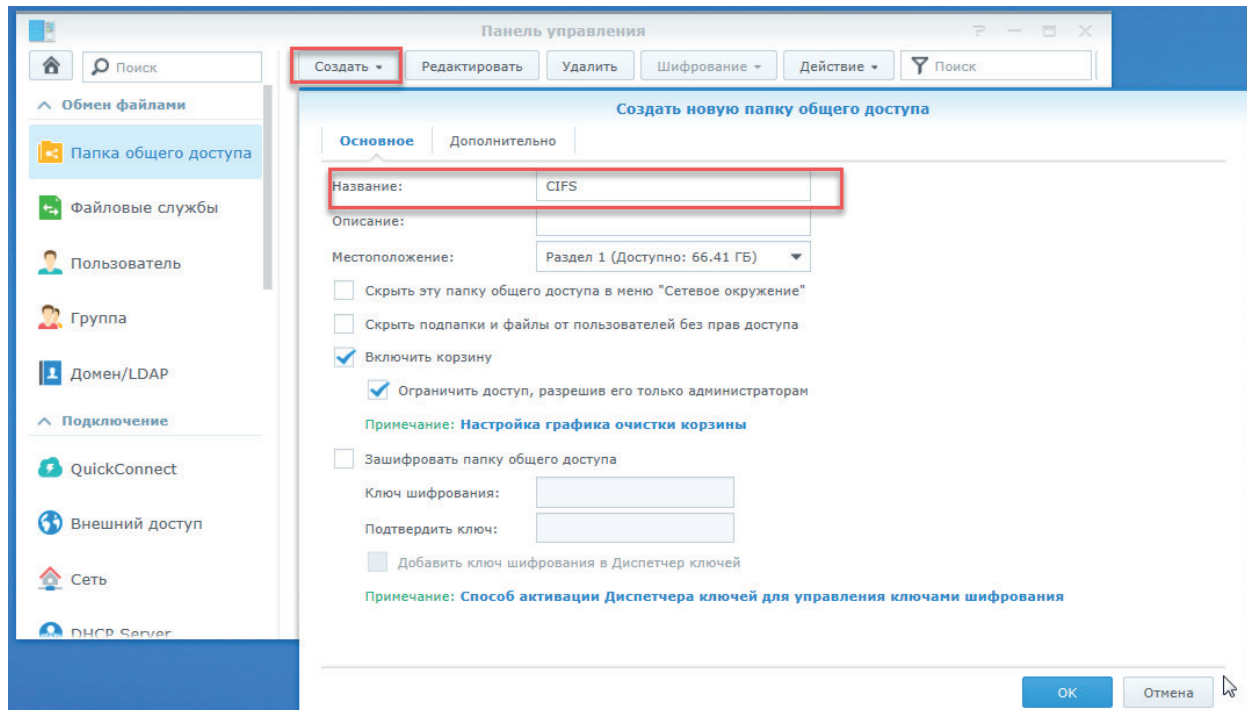 Панель управления
Поиск
Создать
Редактировать
Удалить
Шифрование
Действие
Поиск
Обмен файлами
Папка общего доступа
Файловые службы
Пользователь
Группа
Домен/LDAP
Подключение
QuickConnect
Внешний доступ
Сеть
DHCP Server
Создать новую папку общего доступа
Основное
Дополнительно
Название:
CIFS
Описание:
Местоположение:
Раздел 1 (Доступно: 66.41 ГБ)
Скрыть эту папку общего доступа в меню "Сетевое окружение"
Скрыть подпапки и файлы от пользователей без прав доступа
Включить корзину
Ограничить доступ, разрешив его только администраторам
Примечание: Настройка графика очистки корзины
Зашифровать папку общего доступа
Ключ шифрования:
Подтвердить ключ:
Добавить ключ шифрования в Диспетчер ключей
Примечание: Способ активации Диспетчера ключей для управления ключами шифрования
OK
Отмена